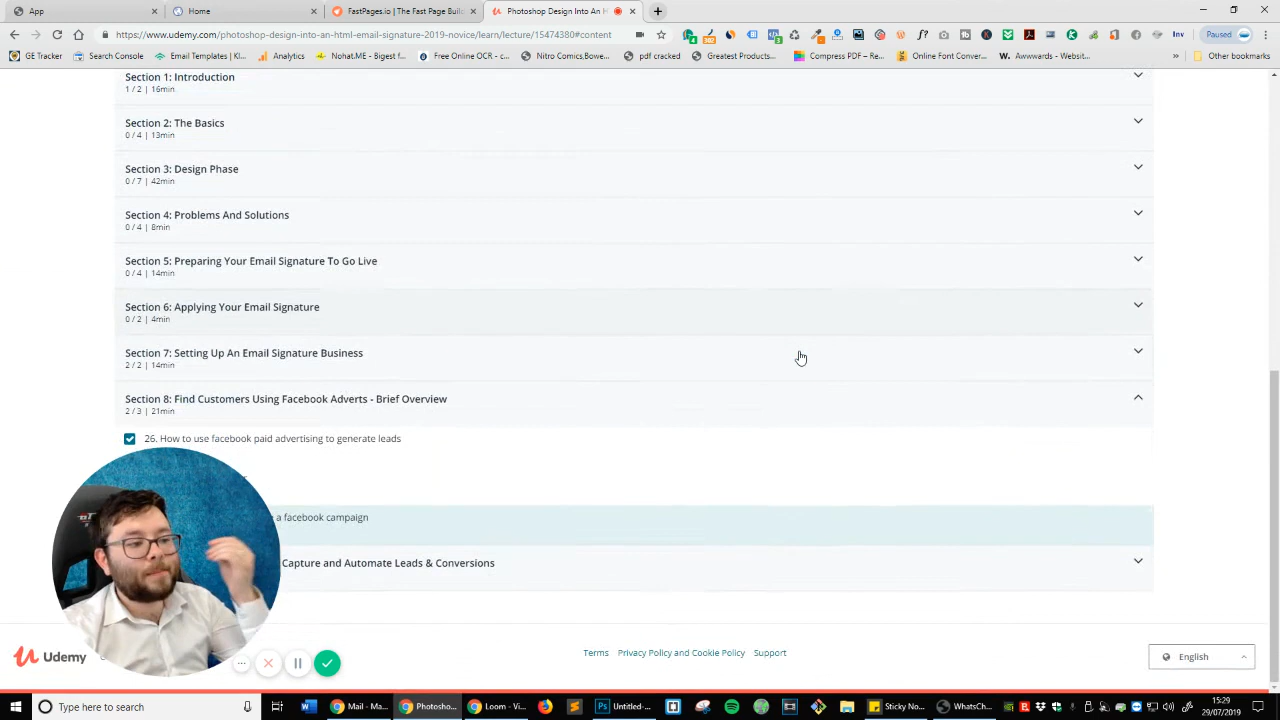 App
Home
FastPages.io | The Fast Page Buil
Photoshop Design Into An H
https://www.udemy.com/photoshop-design-into-an-html-email-signature-2019-novice/learn/lecture/15474380#content
Paused
GE Tracker
Search Console
Email Templates | Kl...
Analytics
Nohat.ME - Digest f...
Free Online OCR - c...
Nitro Comics,Bowe...
pdf cracked
Greatest Products...
Compress PDF – Re...
Online Font Conver...
Awwwards - Websit...
»
Other bookmarks
Section 1: Introduction
1 / 2 | 16min
Section 2: The Basics
0 / 4 | 13min
Section 3: Design Phase
0 / 7 | 42min
Section 4: Problems And Solutions
0 / 4 | 8min
Section 5: Preparing Your Email Signature To Go Live
0 / 4 | 14min
Section 6: Applying Your Email Signature
0 / 2 | 4min
Section 7: Setting Up An Email Signature Business
2 / 2 | 14min
Section 8: Find Customers Using Facebook Adverts - Brief Overview
2 / 3 | 21min
26. How to use facebook paid advertising to generate leads
a facebook campaign
Capture and Automate Leads & Conversions
Udemy
Terms
Privacy Policy and Cookie Policy
Support
English
Type here to search
Mail - Ma...
Photosho...
Loom – Vi...
Untitled-...
Sticky No...
WhatsCh...
15:29
29/07/2019